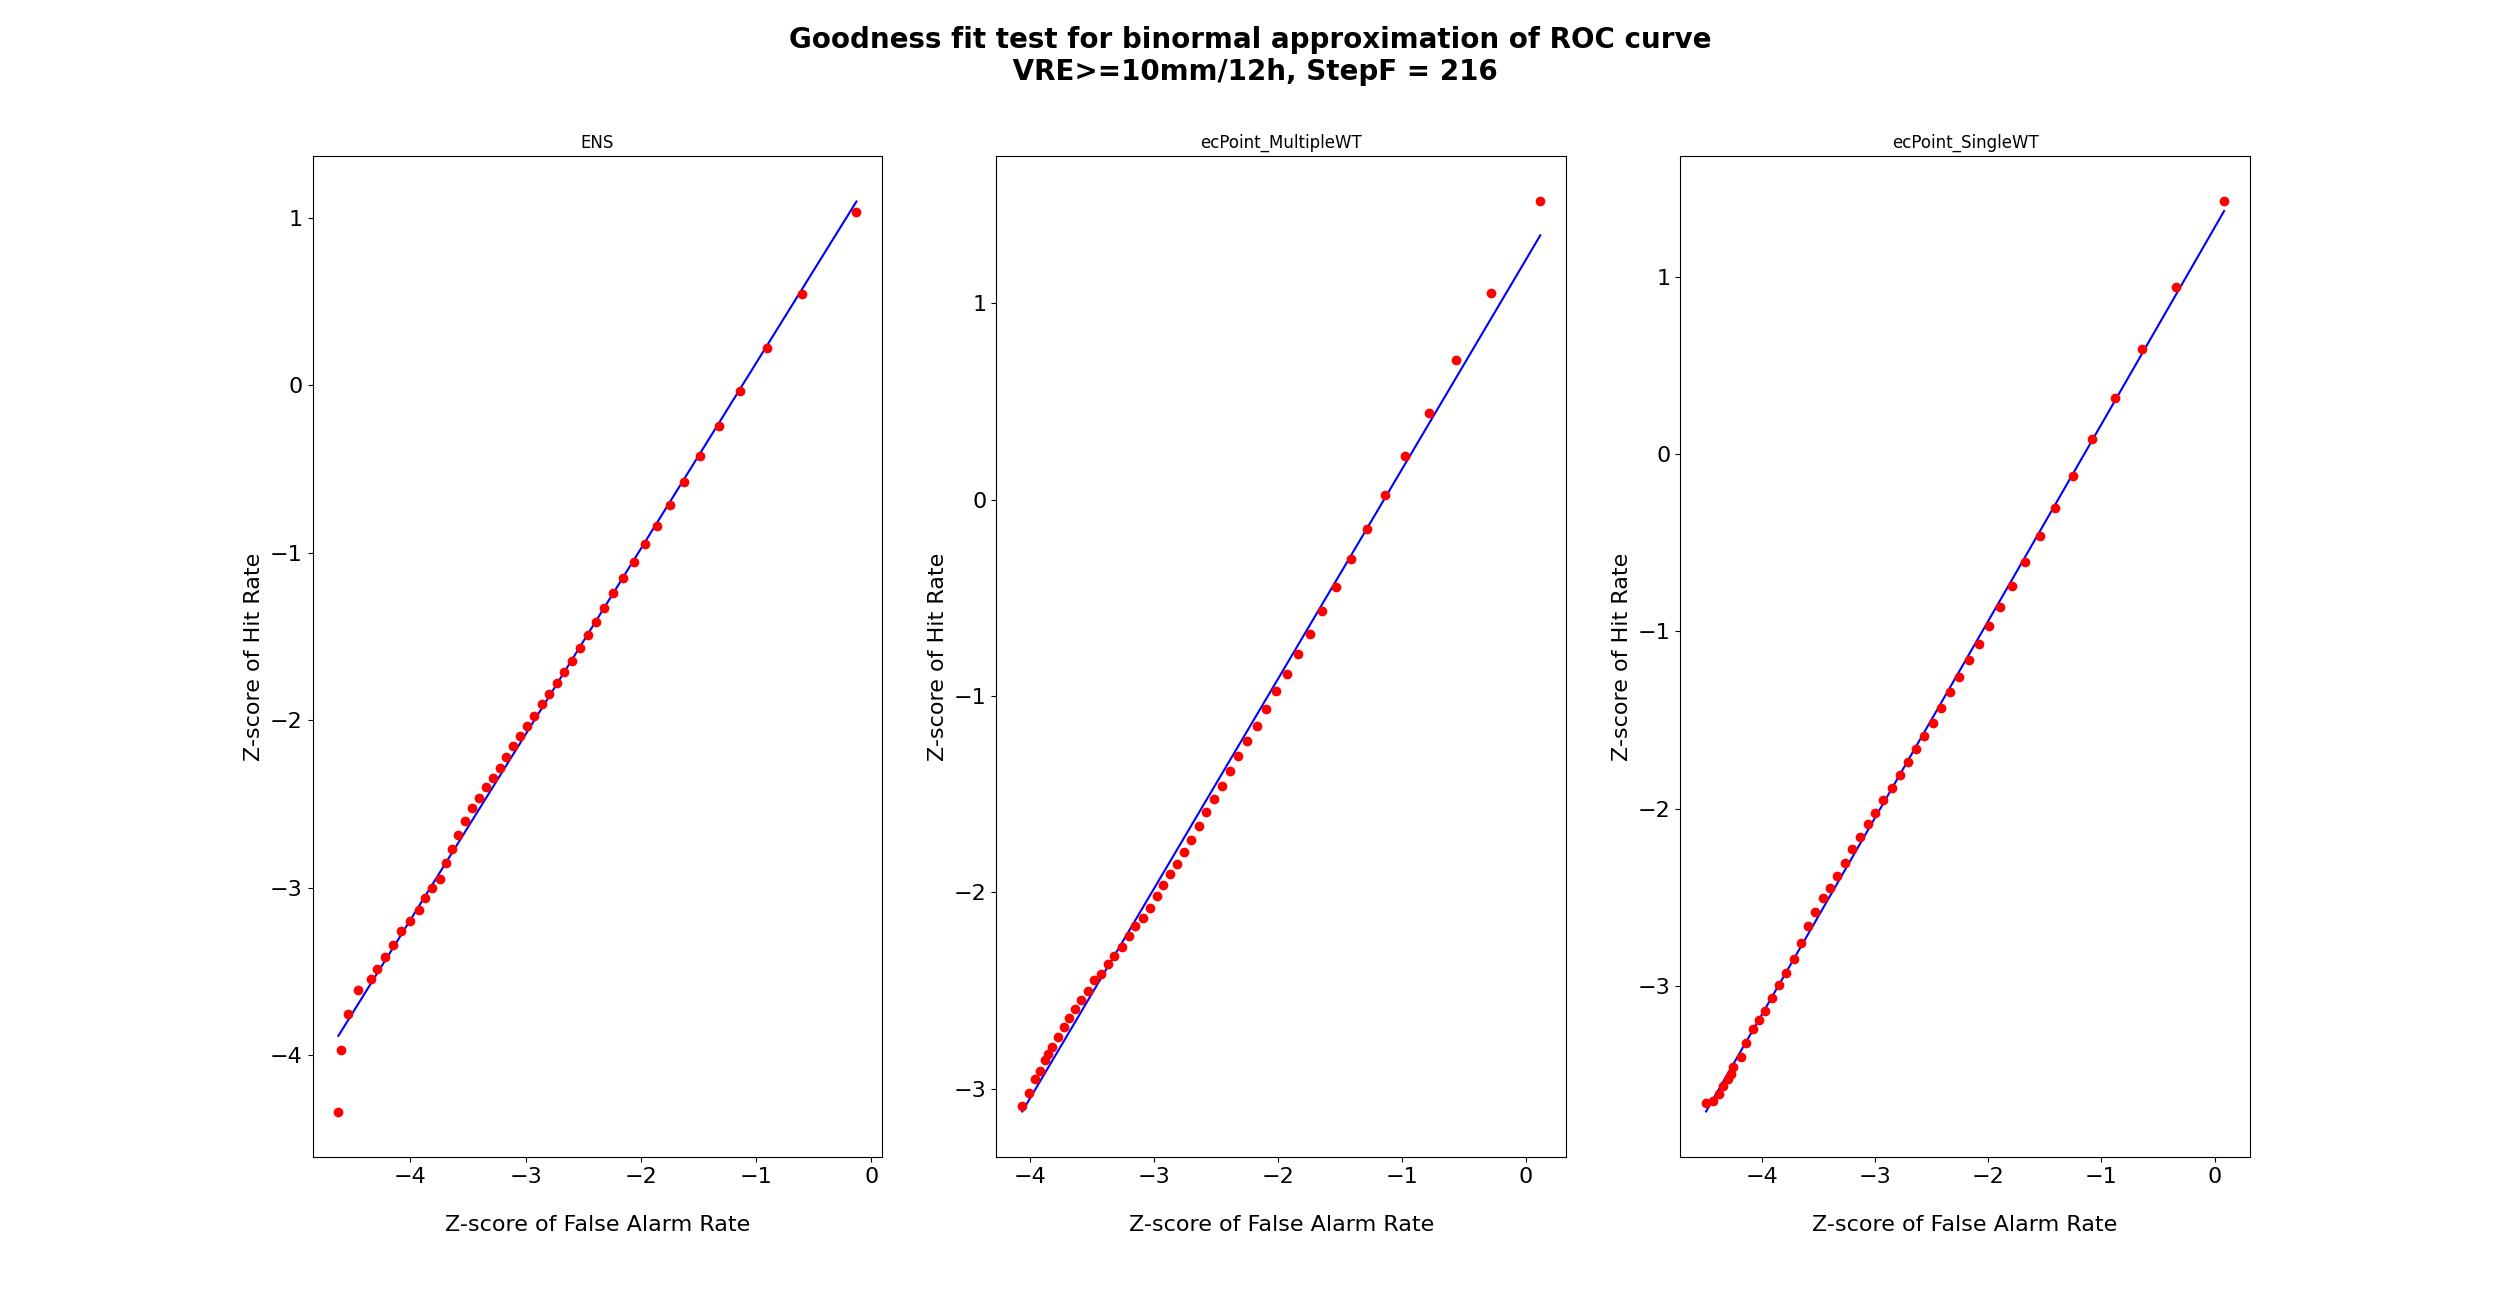 Goodness fit test for binormal approximation of ROC curve
VRE>=10mm/12h, StepF = 216
ENS
1
0
−1
−2
−3
−4
Z-score of Hit Rate
−4 −3 −2 −1 0
Z-score of False Alarm Rate
ecPoint_MultipleWT
1
0
−1
−2
−3
Z-score of Hit Rate
−4 −3 −2 −1 0
Z-score of False Alarm Rate
ecPoint_SingleWT
1
0
−1
−2
−3
Z-score of Hit Rate
−4 −3 −2 −1 0
Z-score of False Alarm Rate